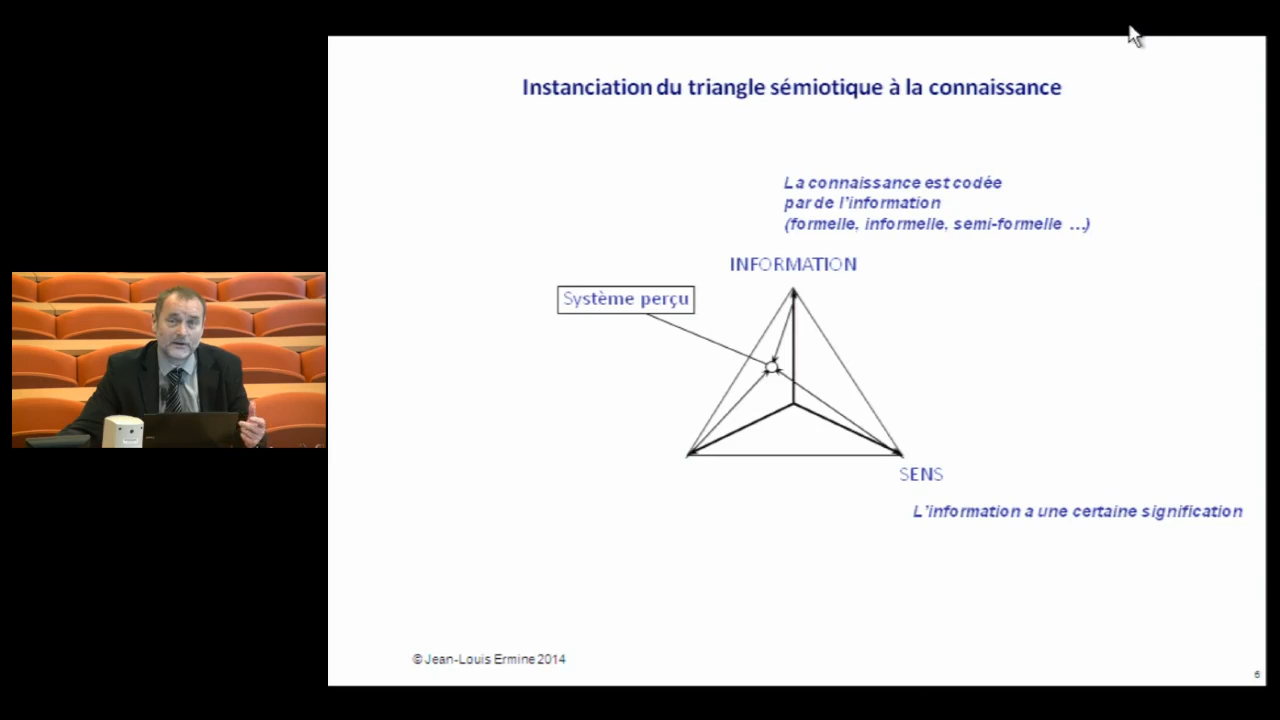 Instanciation du triangle sémiotique à la connaissance
La connaissance est codée
par de l'information
(formelle, informelle, semi-formelle ...)
INFORMATION
Système perçu
SENS
L'information a une certaine signification
© Jean-Louis Ermine 2014
6